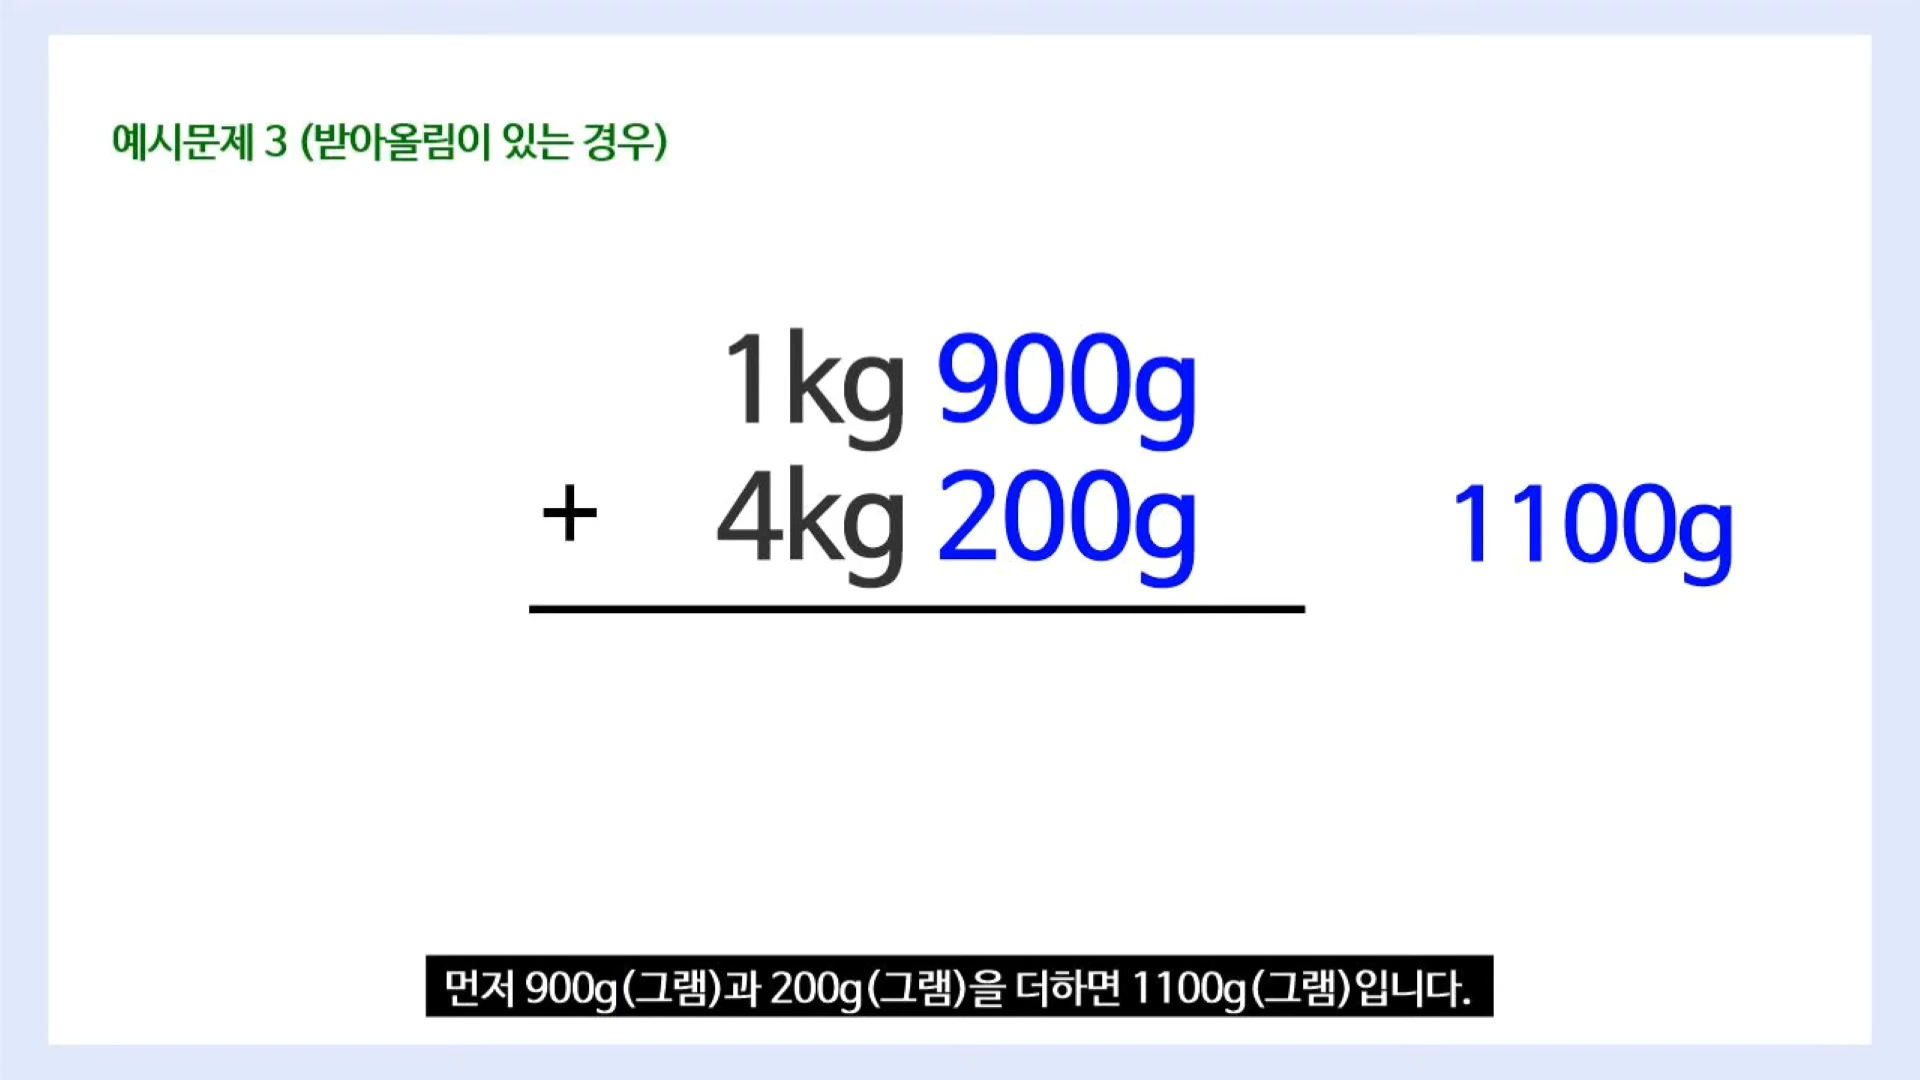 예시문제 3 (받아올림이 있는 경우)
1kg 900g
+ 4kg 200g
1100g
먼저 900g(그램)과 200g(그램)을 더하면 1100g(그램)입니다.